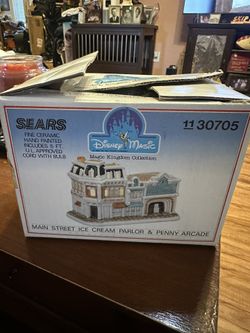 SEARS
FINE CERAMIC
HAND PAINTED
INCLUDES 5 FT.
U.L. APPROVED
CORD WITH BULB
Disney Magic
Magic Kingdom Collection
11 30705
MAIN STREET ICE CREAM PARLOR & PENNY ARCADE